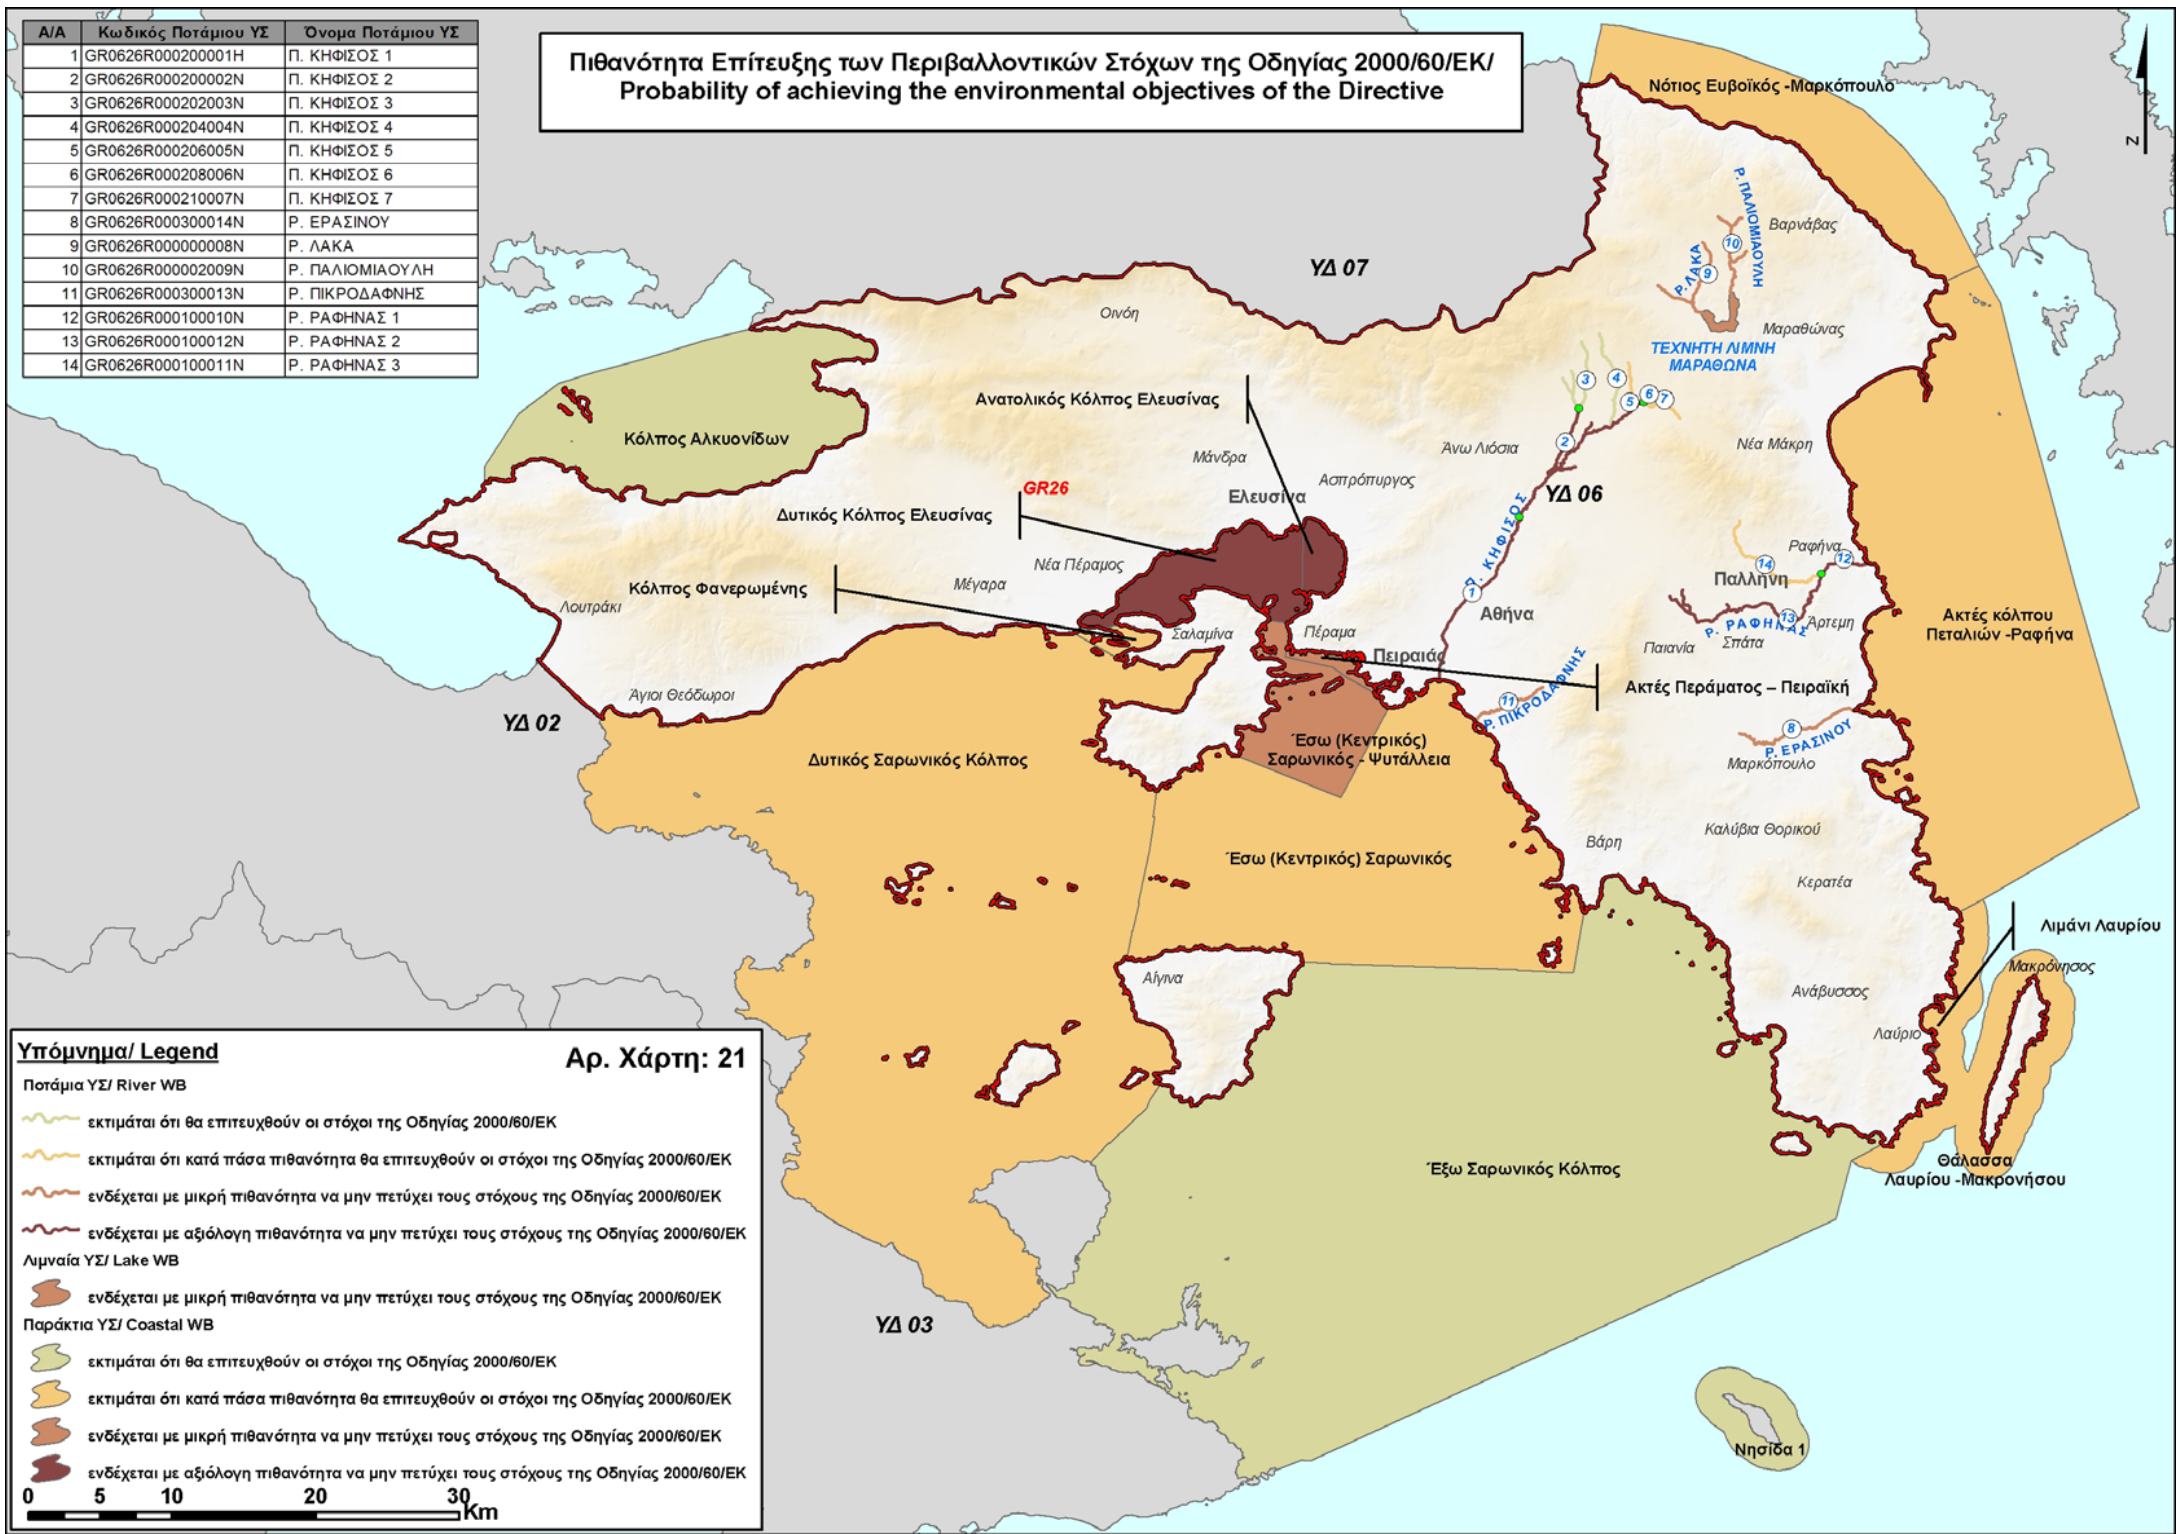 Α/Α Κωδικός Ποτάμιου ΥΣ Όνομα Ποτάμιου ΥΣ
1 GR0626R000200001H Π. ΚΗΦΙΣΟΣ 1
2 GR0626R000200002N Π. ΚΗΦΙΣΟΣ 2
3 GR0626R000202003N Π. ΚΗΦΙΣΟΣ 3
4 GR0626R000204004N Π. ΚΗΦΙΣΟΣ 4
5 GR0626R000206005N Π. ΚΗΦΙΣΟΣ 5
6 GR0626R000208006N Π. ΚΗΦΙΣΟΣ 6
7 GR0626R000210007N Π. ΚΗΦΙΣΟΣ 7
8 GR0626R000300014N Ρ. ΕΡΑΣΙΝΟΥ
9 GR0626R000000008N Ρ. ΛΑΚΑ
10 GR0626R000002009N Ρ. ΠΑΛΙΟΜΙΑΟΥΛΗ
11 GR0626R000300013N Ρ. ΠΙΚΡΟΔΑΦΝΗΣ
12 GR0626R000100010N Ρ. ΡΑΦΗΝΑΣ 1
13 GR0626R000100012N Ρ. ΡΑΦΗΝΑΣ 2
14 GR0626R000100011N Ρ. ΡΑΦΗΝΑΣ 3
Πιθανότητα Επίτευξης των Περιβαλλοντικών Στόχων της Οδηγίας 2000/60/ΕΚ/
Probability of achieving the environmental objectives of the Directive
Νότιος Ευβοϊκός -Μαρκόπουλο
N
Ρ. ΠΑΛΙΟΜΙΑΟΥΛΗ
Βαρνάβας
10
Ρ. ΛΑΚΑ
9
ΥΔ 07
Οινόη
Μαραθώνας
ΤΕΧΝΗΤΗ ΛΙΜΝΗ
ΜΑΡΑΘΩΝΑ
3
4
5
6
7
2
Ανατολικός Κόλπος Ελευσίνας
Κόλπος Αλκυονίδων
Μάνδρα
Άνω Λιόσια
Νέα Μάκρη
Ασπρόπυργος
GR26
Ελευσίνα
ΥΔ 06
Δυτικός Κόλπος Ελευσίνας
Π. ΚΗΦΙΣΟΣ
1
Νέα Πέραμος
Μέγαρα
Κόλπος Φανερωμένης
Λουτράκι
Ραφήνα
12
14
Παλλήνη
Αθήνα
13
Ρ. ΡΑΦΗΝΑΣ
Άρτεμη
Σπάτα
Παιανία
Ακτές κόλπου
Πεταλιών -Ραφήνα
Σαλαμίνα
Πέραμα
Πειραιάς
Ακτές Περάματος – Πειραϊκή
Άγιοι Θεόδωροι
11
Ρ. ΠΙΚΡΟΔΑΦΝΗΣ
8
Ρ. ΕΡΑΣΙΝΟΥ
Μαρκόπουλο
ΥΔ 02
Δυτικός Σαρωνικός Κόλπος
Έσω (Κεντρικός)
Σαρωνικός - Ψυτάλλεια
Έσω (Κεντρικός) Σαρωνικός
Βάρη
Καλύβια Θορικού
Κερατέα
Λιμάνι Λαυρίου
Μακρόνησος
Αίγινα
Ανάβυσσος
Λαύριο
Θάλασσα
Λαυρίου -Μακρονήσου
Έξω Σαρωνικός Κόλπος
ΥΔ 03
Νησίδα 1
Υπόμνημα/ Legend
Αρ. Χάρτη: 21
Ποτάμια ΥΣ/ River WB
εκτιμάται ότι θα επιτευχθούν οι στόχοι της Οδηγίας 2000/60/ΕΚ
εκτιμάται ότι κατά πάσα πιθανότητα θα επιτευχθούν οι στόχοι της Οδηγίας 2000/60/ΕΚ
ενδέχεται με μικρή πιθανότητα να μην πετύχει τους στόχους της Οδηγίας 2000/60/ΕΚ
ενδέχεται με αξιόλογη πιθανότητα να μην πετύχει τους στόχους της Οδηγίας 2000/60/ΕΚ
Λιμναία ΥΣ/ Lake WB
ενδέχεται με μικρή πιθανότητα να μην πετύχει τους στόχους της Οδηγίας 2000/60/ΕΚ
Παράκτια ΥΣ/ Coastal WB
εκτιμάται ότι θα επιτευχθούν οι στόχοι της Οδηγίας 2000/60/ΕΚ
εκτιμάται ότι κατά πάσα πιθανότητα θα επιτευχθούν οι στόχοι της Οδηγίας 2000/60/ΕΚ
ενδέχεται με μικρή πιθανότητα να μην πετύχει τους στόχους της Οδηγίας 2000/60/ΕΚ
ενδέχεται με αξιόλογη πιθανότητα να μην πετύχει τους στόχους της Οδηγίας 2000/60/ΕΚ
0 5 10 20 30
Km